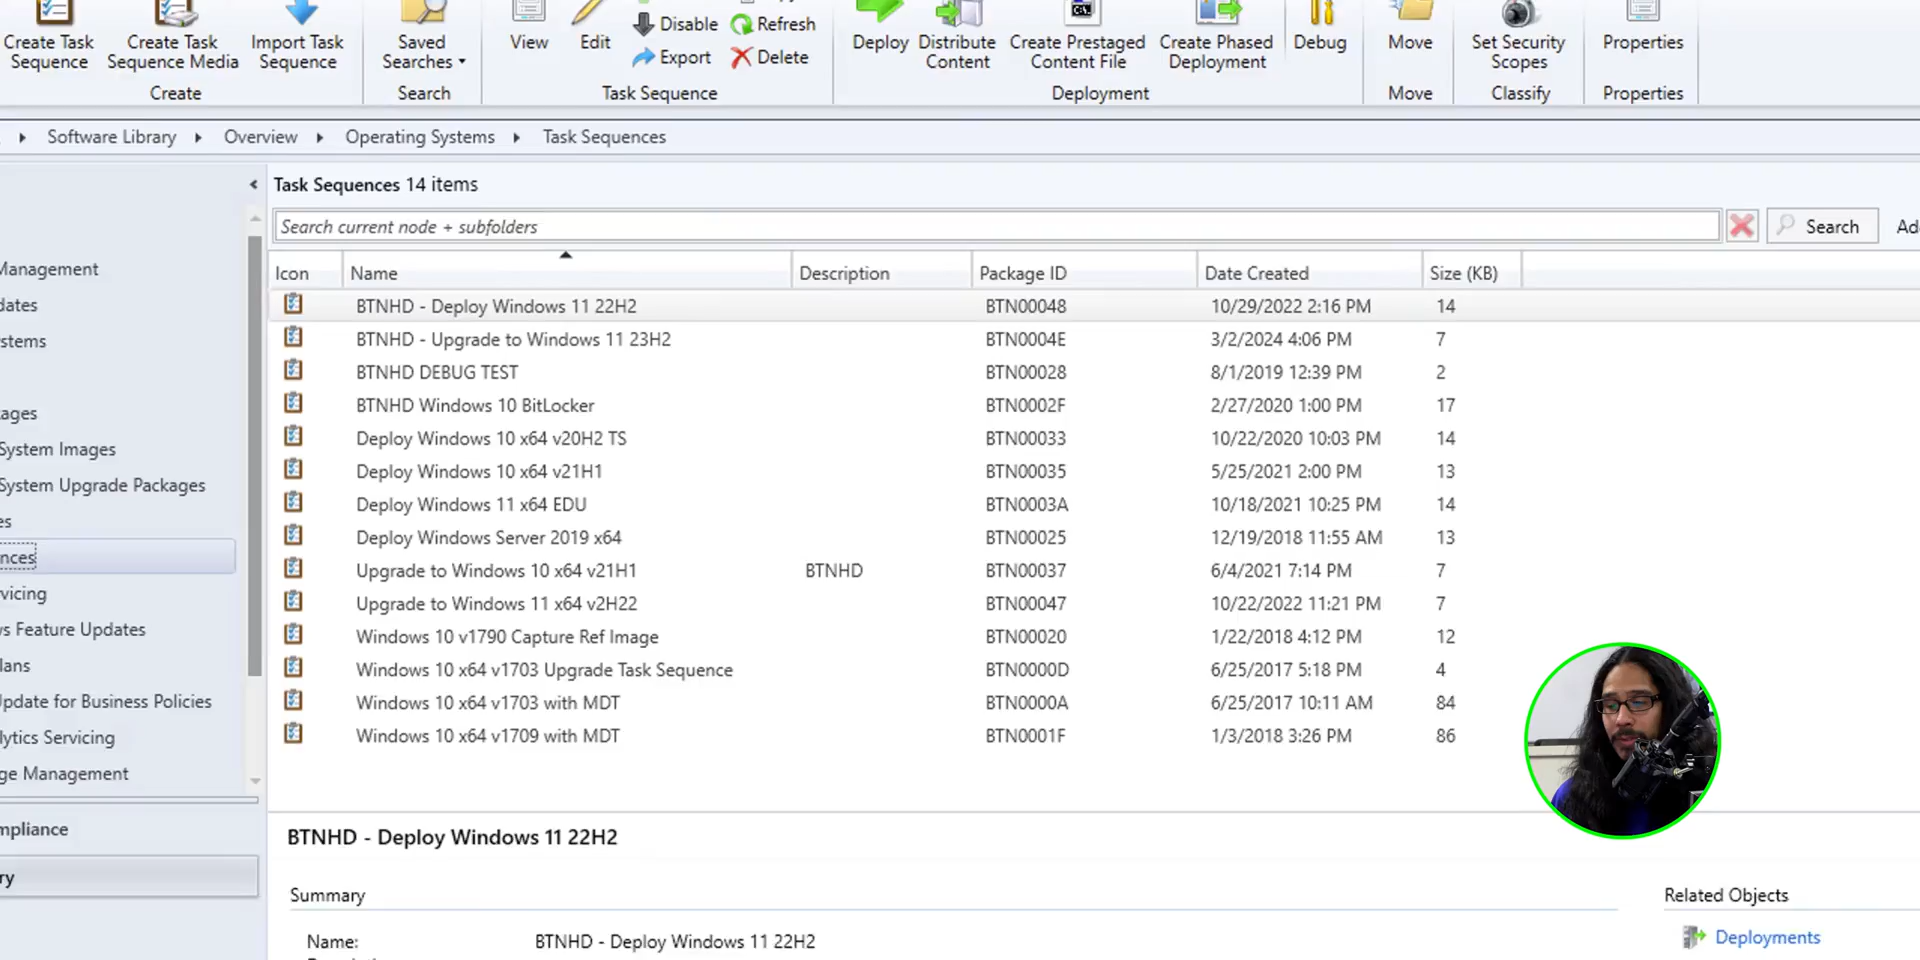 Create Task Sequence
Create Task Sequence Media
Import Task Sequence
Create
Saved Searches
Search
View
Edit
Disable
Export
Refresh
Delete
Task Sequence
Deploy
Distribute Content
Create Prestaged Content File
Create Phased Deployment
Debug
Deployment
Move
Move
Set Security Scopes
Classify
Properties
Properties
Software Library
Overview
Operating Systems
Task Sequences
Management
dates
stems
ages
System Images
System Upgrade Packages
es
nces
vicing
ws Feature Updates
lans
Update for Business Policies
lytics Servicing
ge Management
mpliance
ry
Task Sequences 14 items
Search current node + subfolders
Search
Icon Name Description Package ID Date Created Size (KB)
BTNHD - Deploy Windows 11 22H2 BTN00048 10/29/2022 2:16 PM 14
BTNHD - Upgrade to Windows 11 23H2 BTN0004E 3/2/2024 4:06 PM 7
BTNHD DEBUG TEST BTN00028 8/1/2019 12:39 PM 2
BTNHD Windows 10 BitLocker BTN0002F 2/27/2020 1:00 PM 17
Deploy Windows 10 x64 v20H2 TS BTN00033 10/22/2020 10:03 PM 14
Deploy Windows 10 x64 v21H1 BTN00035 5/25/2021 2:00 PM 13
Deploy Windows 11 x64 EDU BTN0003A 10/18/2021 10:25 PM 14
Deploy Windows Server 2019 x64 BTN00025 12/19/2018 11:55 AM 13
Upgrade to Windows 10 x64 v21H1 BTNHD BTN00037 6/4/2021 7:14 PM 7
Upgrade to Windows 11 x64 v2H22 BTN00047 10/22/2022 11:21 PM 7
Windows 10 v1790 Capture Ref Image BTN00020 1/22/2018 4:12 PM 12
Windows 10 x64 v1703 Upgrade Task Sequence BTN0000D 6/25/2017 5:18 PM 4
Windows 10 x64 v1703 with MDT BTN0000A 6/25/2017 10:11 AM 84
Windows 10 x64 v1709 with MDT BTN0001F 1/3/2018 3:26 PM 86
BTNHD - Deploy Windows 11 22H2
Summary
Name: BTNHD - Deploy Windows 11 22H2
Related Objects
Deployments